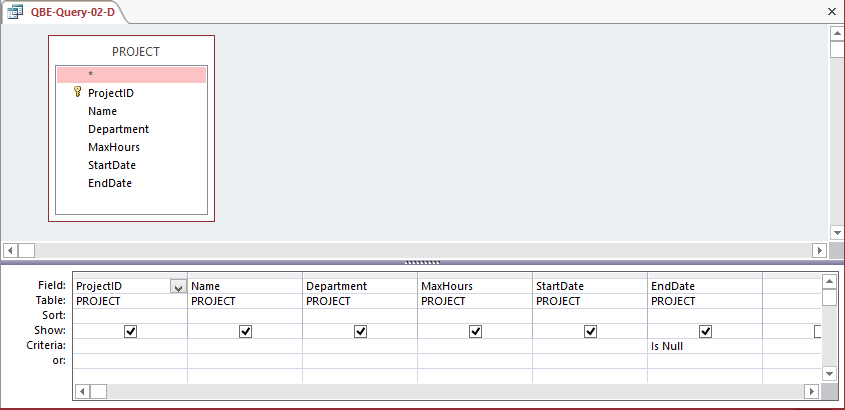 QBE-Query-02-D
PROJECT
*
ProjectID
Name
Department
MaxHours
StartDate
EndDate
Field: ProjectID Name Department MaxHours StartDate EndDate
Table: PROJECT PROJECT PROJECT PROJECT PROJECT PROJECT
Sort:
Show:
Criteria: Is Null
or: